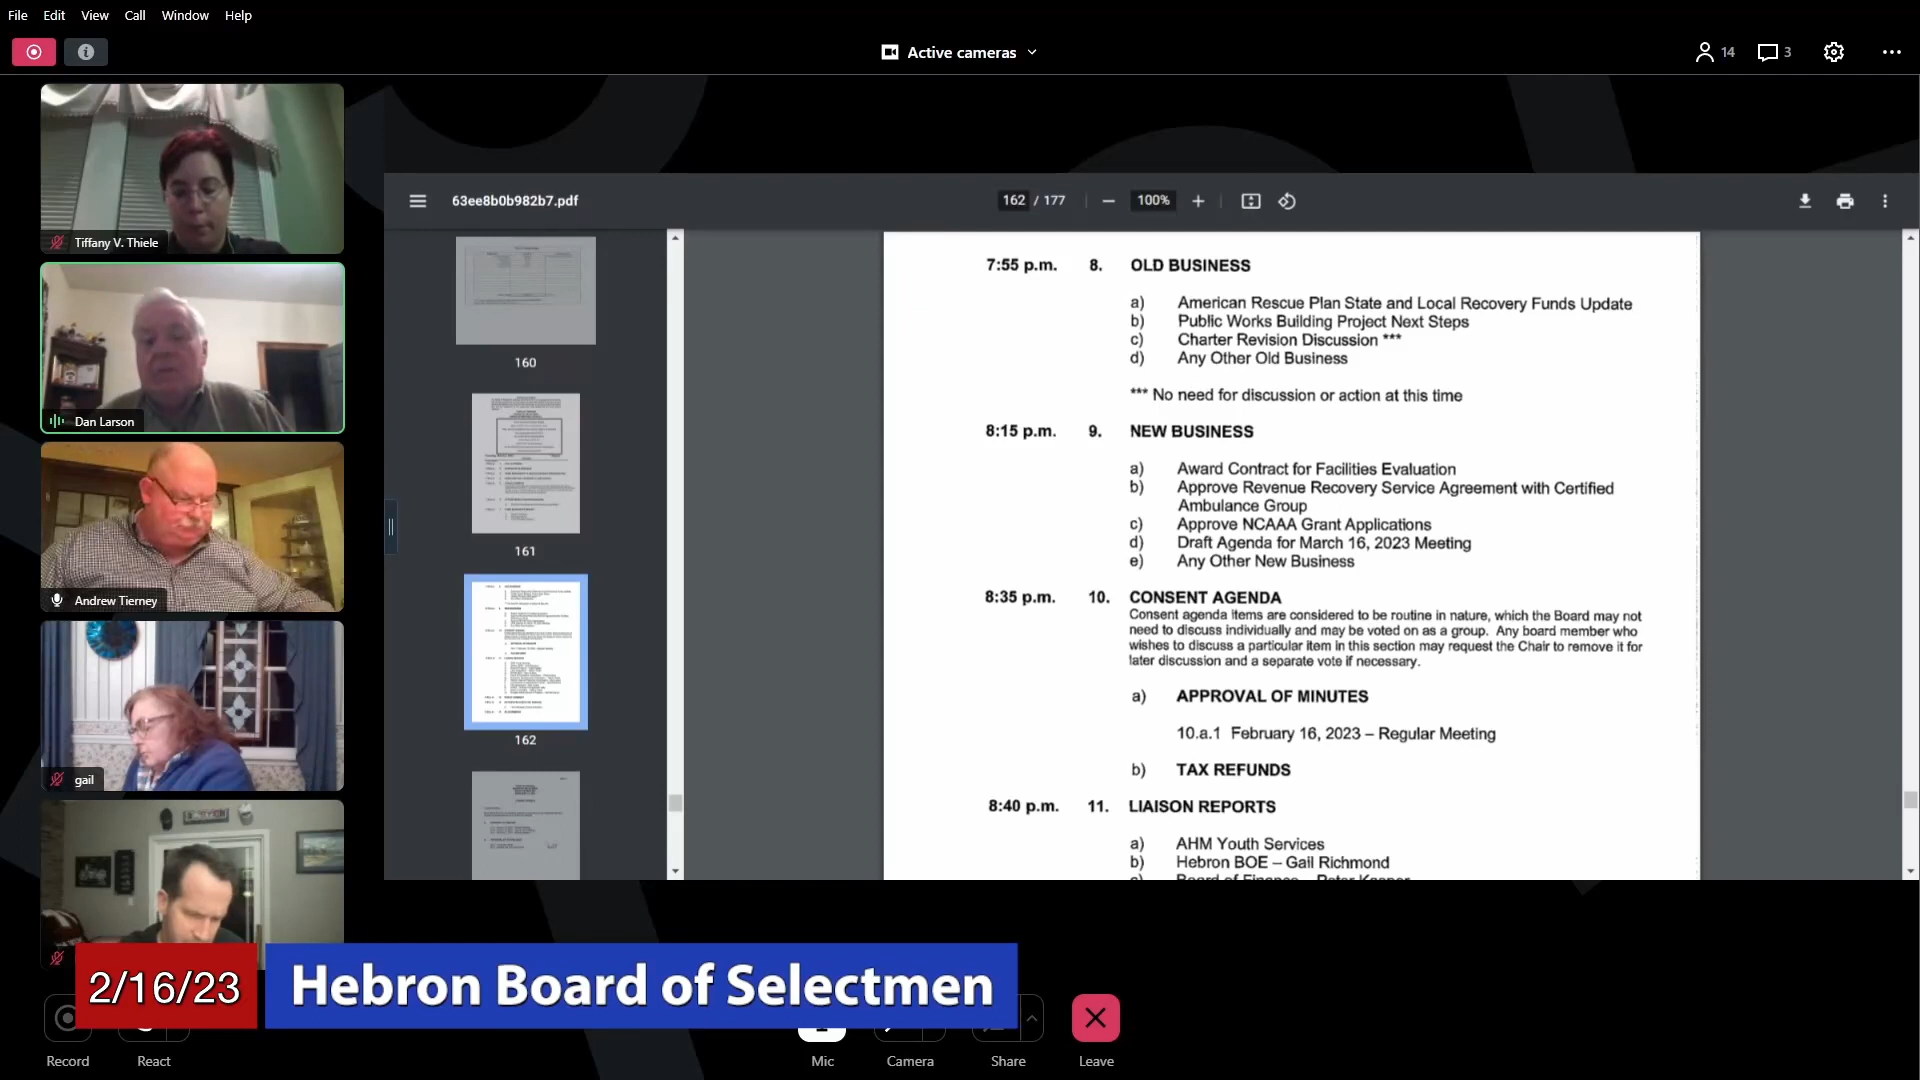 File Edit View Call Window Help
Active cameras
14
3
Tiffany V. Thiele
Dan Larson
Andrew Tierney
gail
63ee8b0b982b7.pdf
162 / 177
100%
160
161
162
7:55 p.m. 8. OLD BUSINESS
a) American Rescue Plan State and Local Recovery Funds Update
b) Public Works Building Project Next Steps
c) Charter Revision Discussion ***
d) Any Other Old Business
*** No need for discussion or action at this time
8:15 p.m. 9. NEW BUSINESS
a) Award Contract for Facilities Evaluation
b) Approve Revenue Recovery Service Agreement with Certified
Ambulance Group
c) Approve NCAAA Grant Applications
d) Draft Agenda for March 16, 2023 Meeting
e) Any Other New Business
8:35 p.m. 10. CONSENT AGENDA
Consent agenda items are considered to be routine in nature, which the Board may not
need to discuss individually and may be voted on as a group. Any board member who
wishes to discuss a particular item in this section may request the Chair to remove it for
later discussion and a separate vote if necessary.
a) APPROVAL OF MINUTES
10.a.1 February 16, 2023 – Regular Meeting
b) TAX REFUNDS
8:40 p.m. 11. LIAISON REPORTS
a) AHM Youth Services
b) Hebron BOE – Gail Richmond
2/16/23
Hebron Board of Selectmen
Record
React
Mic
Camera
Share
Leave